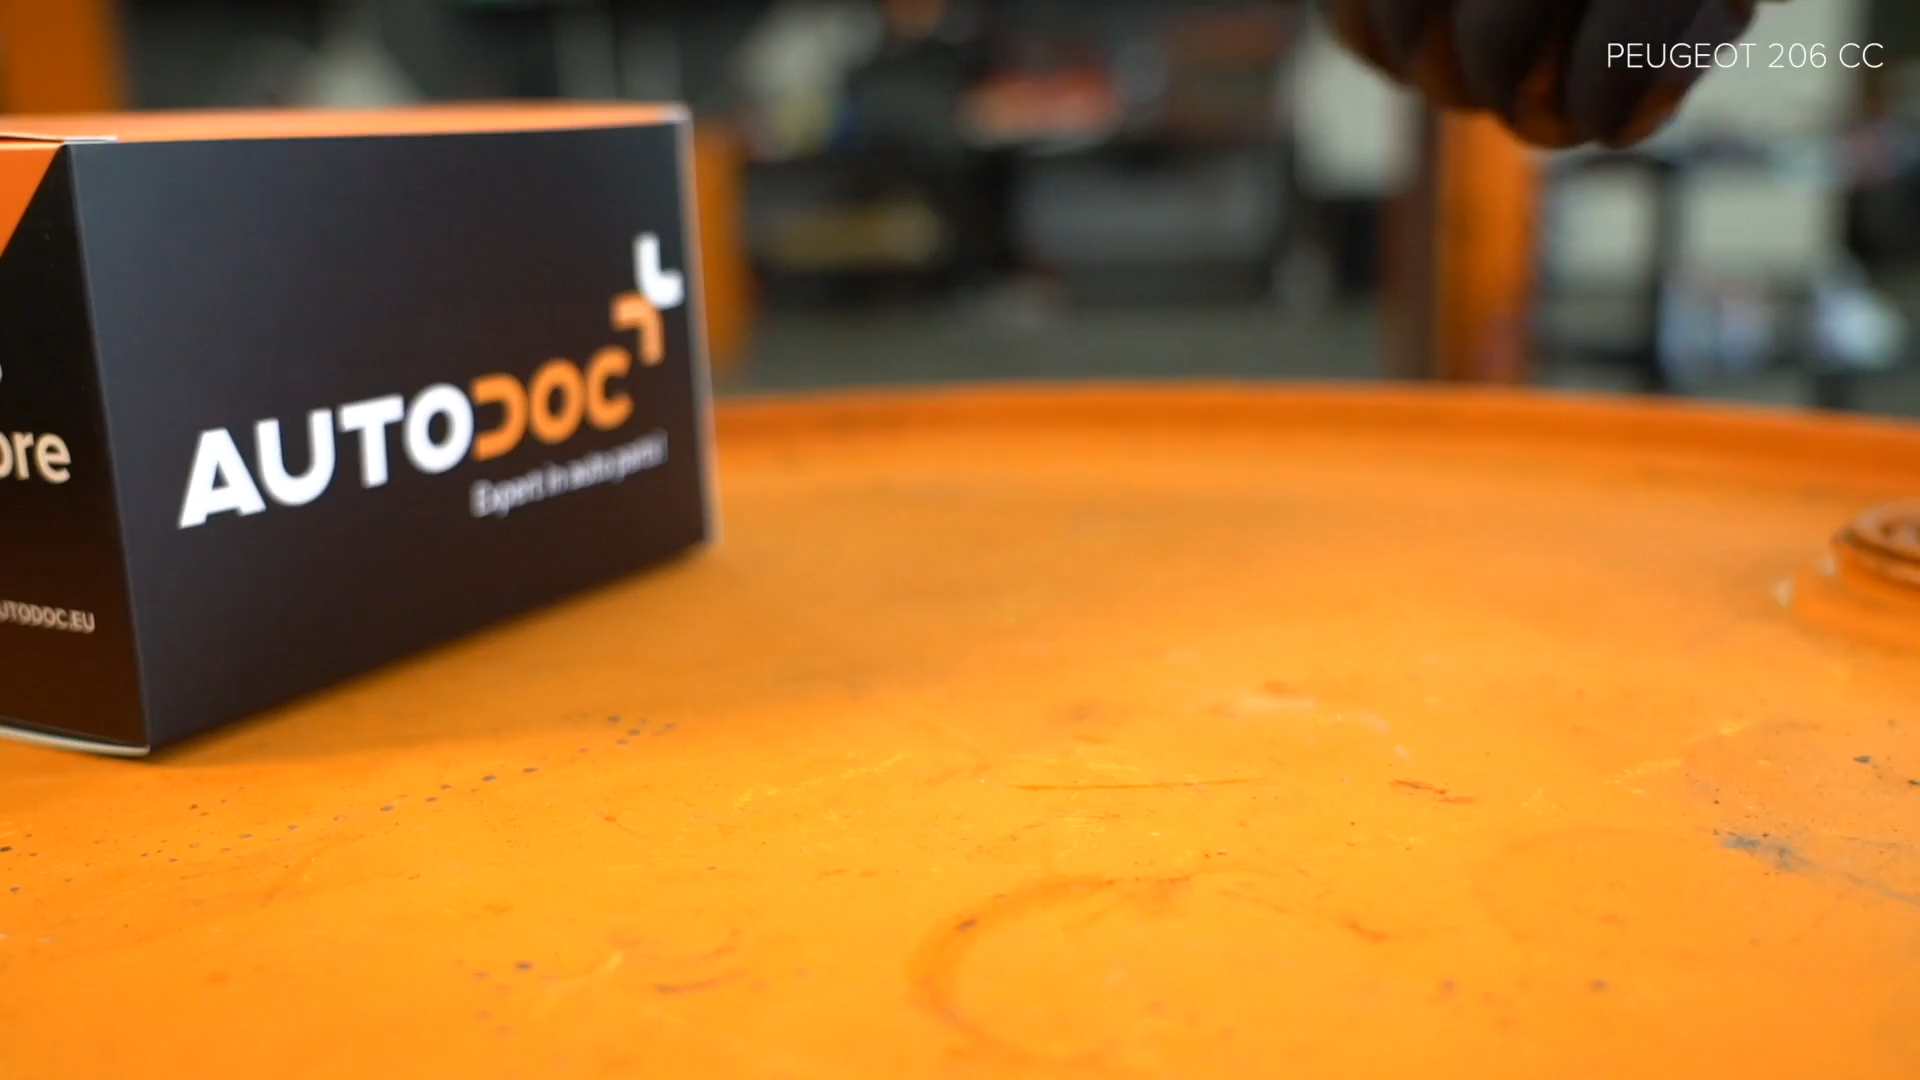 PEUGEOT 206 CC
AUTODOC
Expert in auto parts!
ore
UTODOC.EU